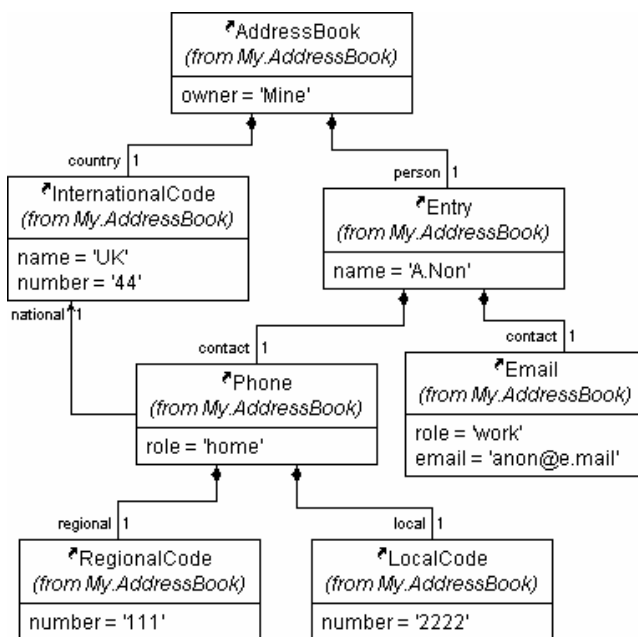 AddressBook
(from My.AddressBook)
owner = 'Mine'
country 1
person 1
InternationalCode
(from My.AddressBook)
name = 'UK'
number = '44'
Entry
(from My.AddressBook)
name = 'A.Non'
national 1
contact 1
contact 1
Phone
(from My.AddressBook)
role = 'home'
Email
(from My.AddressBook)
role = 'work'
email = 'anon@e.mail'
regional 1
local 1
RegionalCode
(from My.AddressBook)
number = '111'
LocalCode
(from My.AddressBook)
number = '2222'